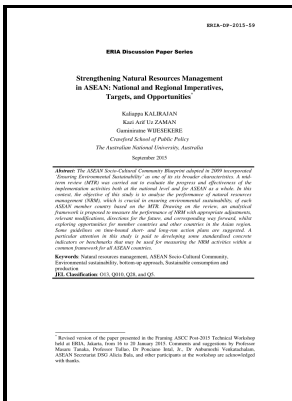 ERIA-DP-2015-59
ERIA Discussion Paper Series
Strengthening Natural Resources Management
in ASEAN: National and Regional Imperatives,
Targets, and Opportunities*
Kaliappa KALIRAJAN
Kazi Arif Uz ZAMAN
Gaminiratne WIJESEKERE
Crawford School of Public Policy
The Australian National University, Australia
September 2015
Abstract: The ASEAN Socio-Cultural Community Blueprint adopted in 2009 incorporated
'Ensuring Environmental Sustainability' as one of its six broader characteristics. A mid-
term review (MTR) was carried out to evaluate the progress and effectiveness of the
implementation activities both at the national level and for ASEAN as a whole. In this
context, the objective of this study is to analyse the performance of natural resources
management (NRM), which is crucial in ensuring environmental sustainability, of each
ASEAN member country based on the MTR. Drawing on the review, an analytical
framework is proposed to measure the performance of NRM with appropriate adjustments,
relevant modifications, directions for the future, and corresponding way forward, whilst
exploring opportunities for member countries and other countries in the Asian region.
Some guidelines on time-bound short- and long-run action plans are suggested. A
particular attention in this study is paid to developing some standardised concrete
indicators or benchmarks that may be used for measuring the NRM activities within a
common framework for all ASEAN countries.
Keywords: Natural resources management, ASEAN Socio-Cultural Community,
Environmental sustainability, bottom-up approach, Sustainable consumption and
production
JEL Classification: O13, Q010, Q28, and Q5.
* Revised version of the paper presented in the Framing ASCC Post-2015 Technical Workshop
held at ERIA, Jakarta, from 16 to 20 January 2015. Comments and suggestions by Professor
Masaru Tanaka, Professor Tullao, Dr Ponciano Intal, Jr., Dr Anbumozhi Venkatachalam,
ASEAN Secretariat DSG Alicia Bala, and other participants at the workshop are acknowledged
with thanks.